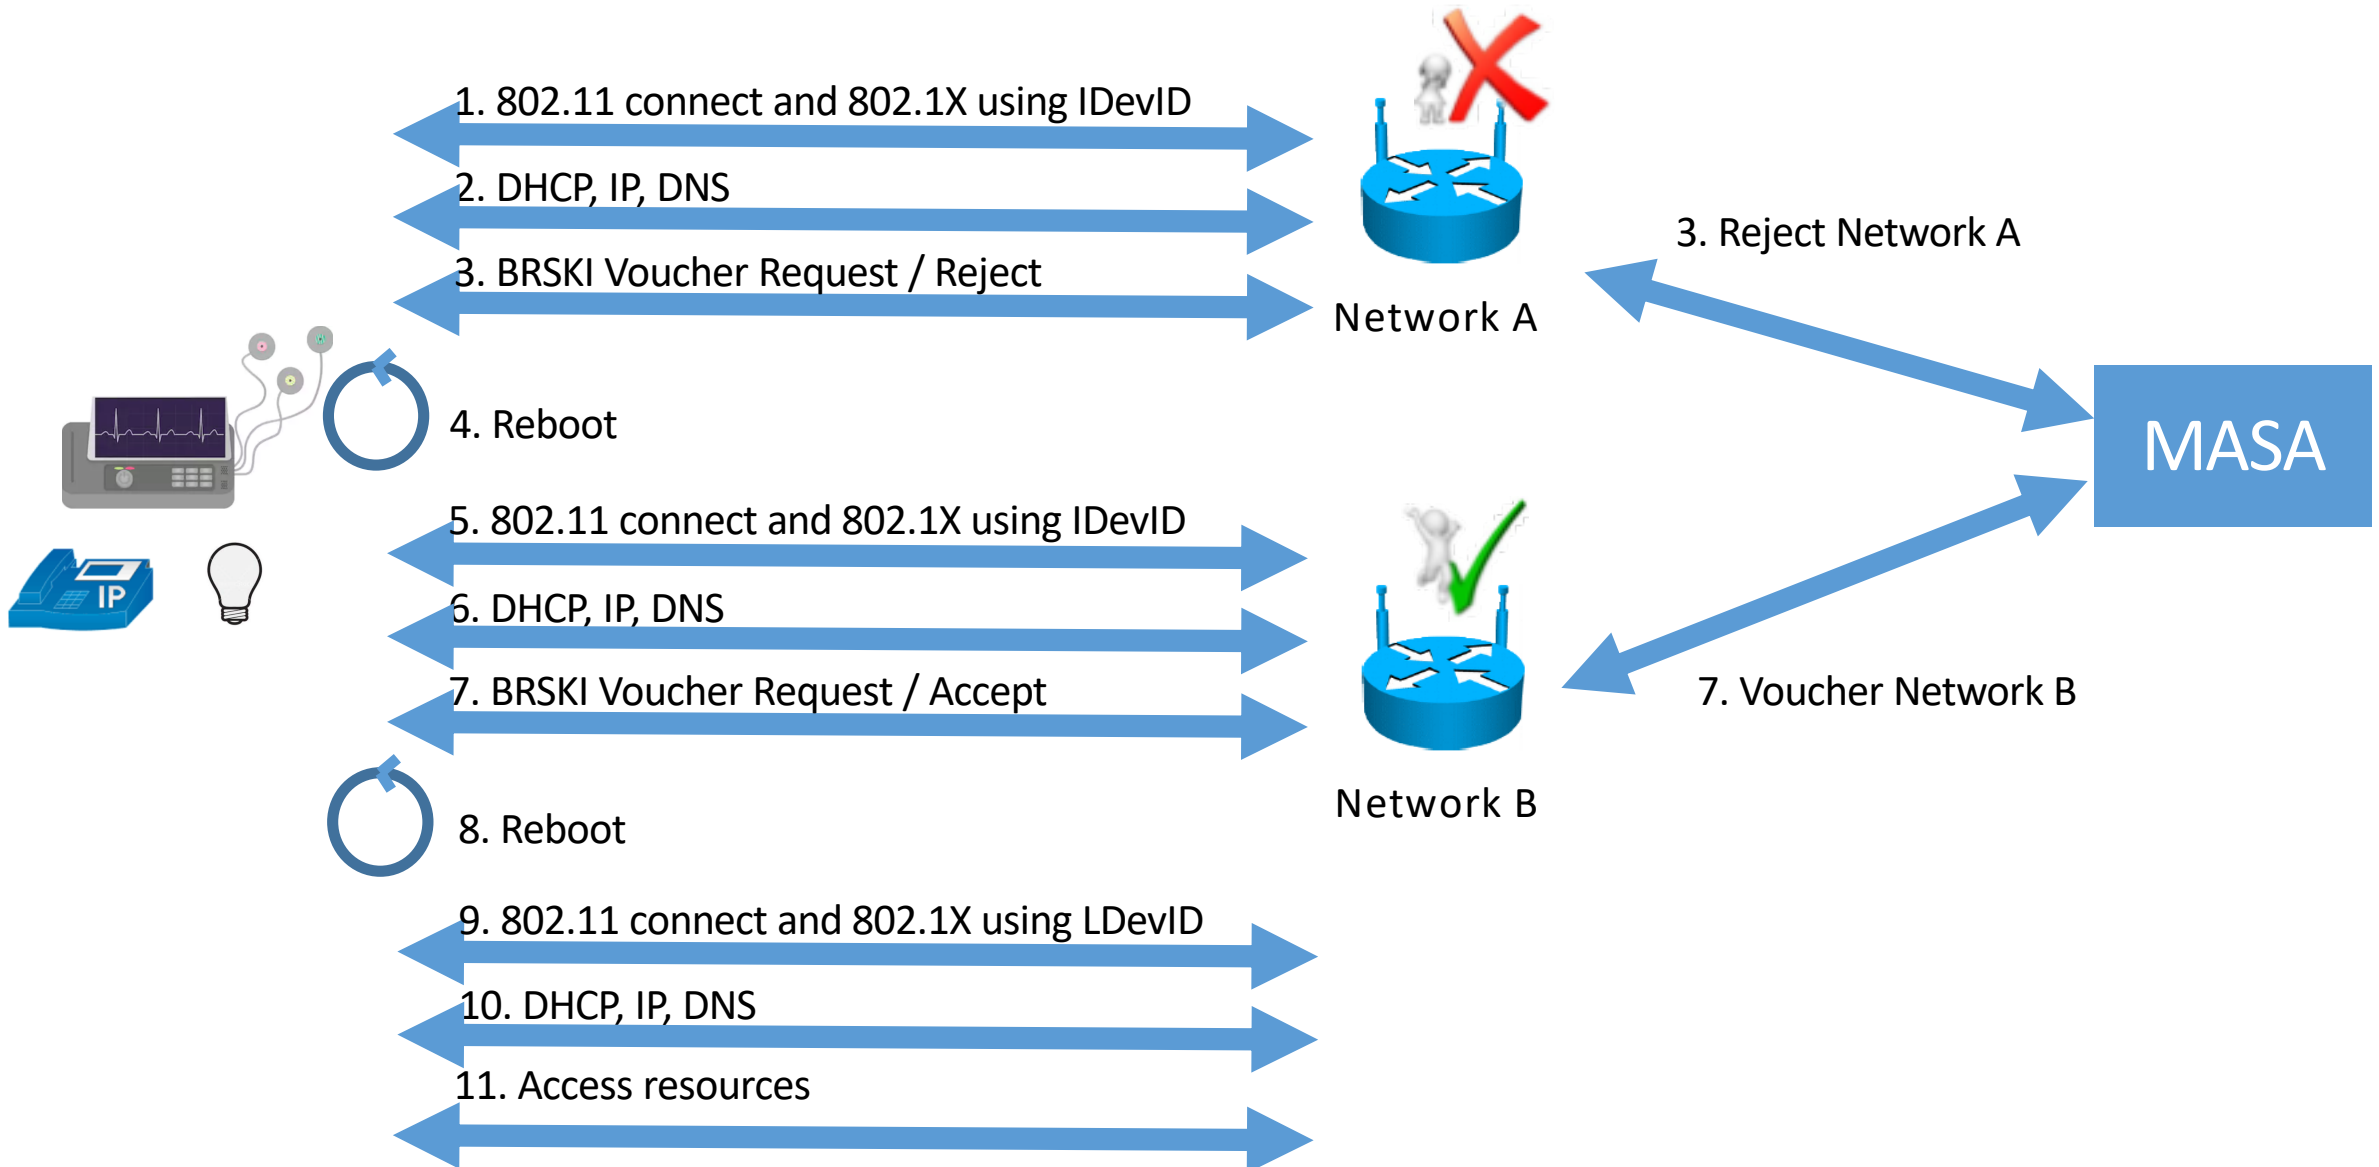 1. 802.11 connect and 802.1X using IDevID
2. DHCP, IP, DNS
3. BRSKI Voucher Request / Reject
Network A
3. Reject Network A
4. Reboot
MASA
5. 802.11 connect and 802.1X using IDevID
IP
6. DHCP, IP, DNS
7. BRSKI Voucher Request / Accept
7. Voucher Network B
Network B
8. Reboot
9. 802.11 connect and 802.1X using LDevID
10. DHCP, IP, DNS
11. Access resources